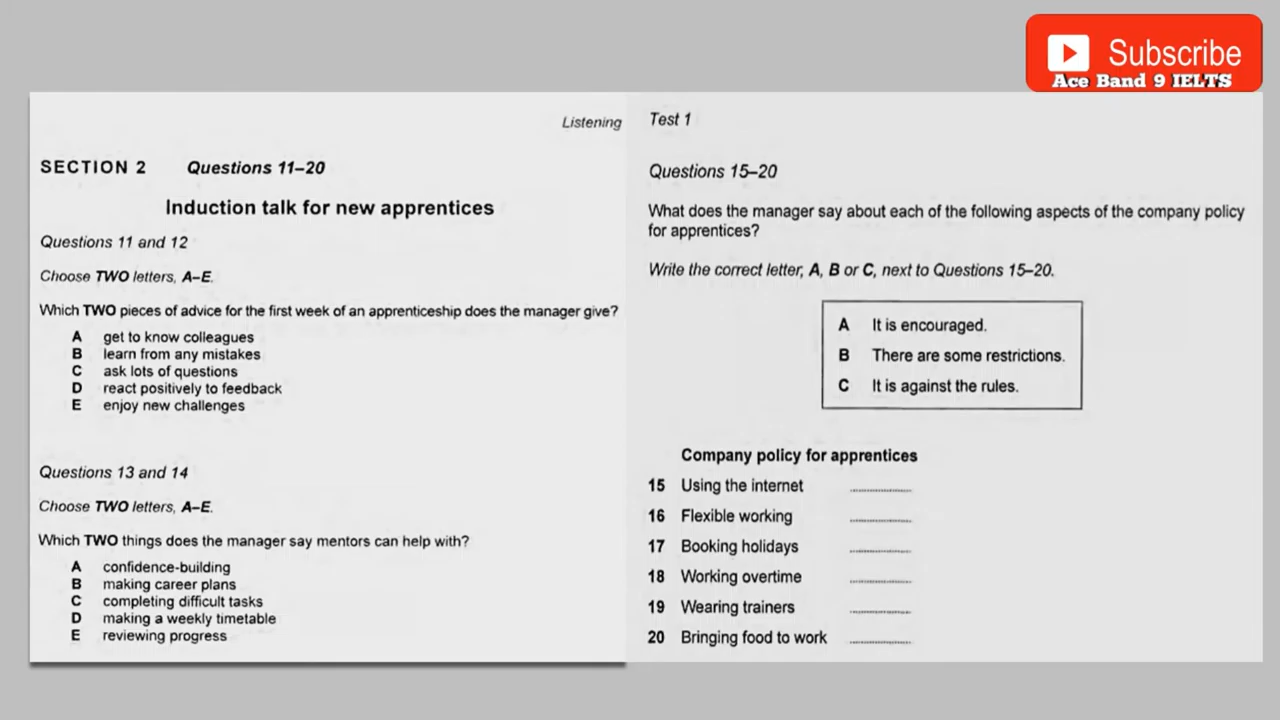 Subscribe
Ace Band 9 IELTS
Listening
SECTION 2 Questions 11–20
Induction talk for new apprentices
Questions 11 and 12
Choose TWO letters, A–E.
Which TWO pieces of advice for the first week of an apprenticeship does the manager give?
A get to know colleagues
B learn from any mistakes
C ask lots of questions
D react positively to feedback
E enjoy new challenges
Questions 13 and 14
Choose TWO letters, A–E.
Which TWO things does the manager say mentors can help with?
A confidence-building
B making career plans
C completing difficult tasks
D making a weekly timetable
E reviewing progress
Test 1
Questions 15–20
What does the manager say about each of the following aspects of the company policy
for apprentices?
Write the correct letter, A, B or C, next to Questions 15–20.
A It is encouraged.
B There are some restrictions.
C It is against the rules.
Company policy for apprentices
15 Using the internet ....................
16 Flexible working ....................
17 Booking holidays ....................
18 Working overtime ....................
19 Wearing trainers ....................
20 Bringing food to work ....................